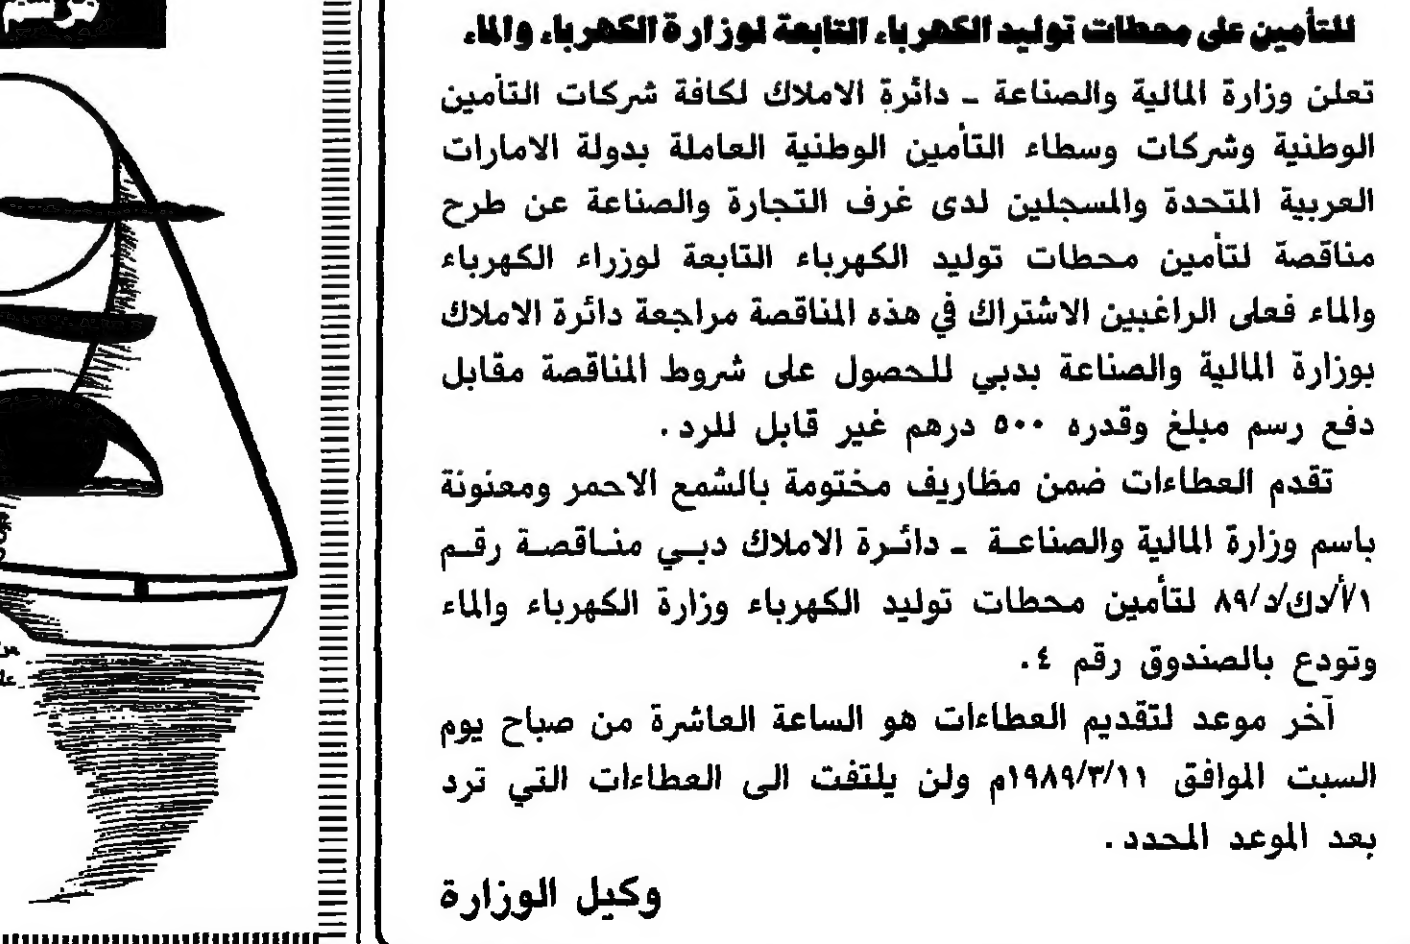 للتأمين على محطات توليد الكهرباء التابعة لوزارة الكهرباء والماء
تعلن وزارة المالية والصناعة ـ دائرة الاملاك لكافة شركات التأمين
الوطنية وشركات وسطاء التأمين الوطنية العاملة بدولة الامارات
العربية المتحدة والمسجلين لدى غرف التجارة والصناعة عن طرح
مناقصة لتأمين محطات توليد الكهرباء التابعة لوزراء الكهرباء
والماء فعلى الراغبين الاشتراك في هذه المناقصة مراجعة دائرة الاملاك
بوزارة المالية والصناعة بدبي للحصول على شروط المناقصة مقابل
دفع رسم مبلغ وقدره ٥٠٠ درهم غير قابل للرد.
تقدم العطاءات ضمن مظاريف مختومة بالشمع الاحمر ومعنونة
باسم وزارة المالية والصناعة ـ دائرة الاملاك دبي مناقصة رقم
١/أ/دك/د/٨٩ لتأمين محطات توليد الكهرباء وزارة الكهرباء والماء
وتودع بالصندوق رقم ٤.
آخر موعد لتقديم العطاءات هو الساعة العاشرة من صباح يوم
السبت الموافق ١٩٨٩/٣/١١م ولن يلتفت الى العطاءات التي ترد
بعد الموعد المحدد.
وكيل الوزارة
مرسم